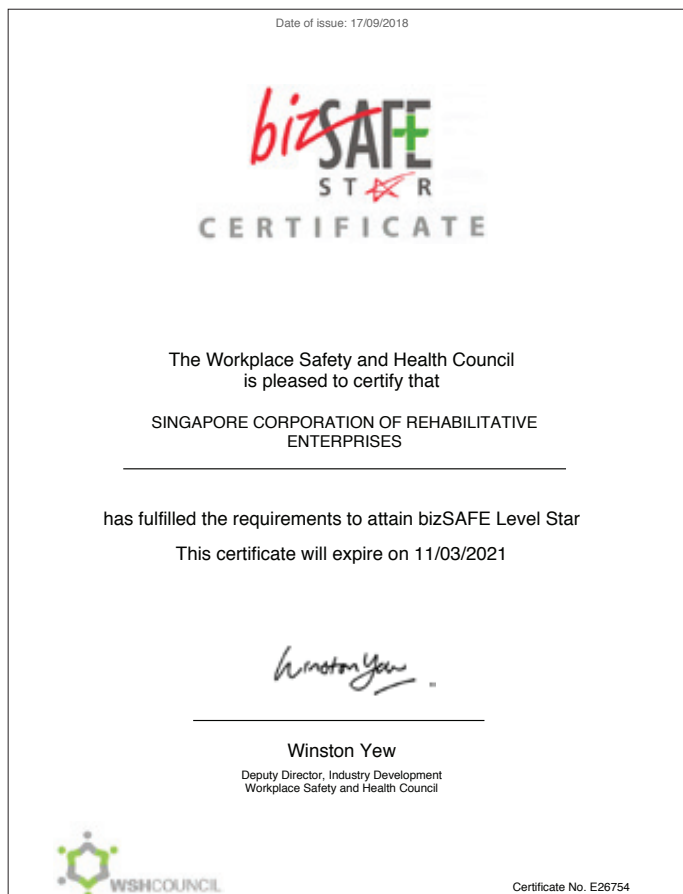 Date of issue: 17/09/2018
bizSAFE
STAR
CERTIFICATE
The Workplace Safety and Health Council
is pleased to certify that
SINGAPORE CORPORATION OF REHABILITATIVE
ENTERPRISES
has fulfilled the requirements to attain bizSAFE Level Star
This certificate will expire on 11/03/2021
Winston Yew
Winston Yew
Deputy Director, Industry Development
Workplace Safety and Health Council
WSHCOUNCIL
Certificate No. E26754